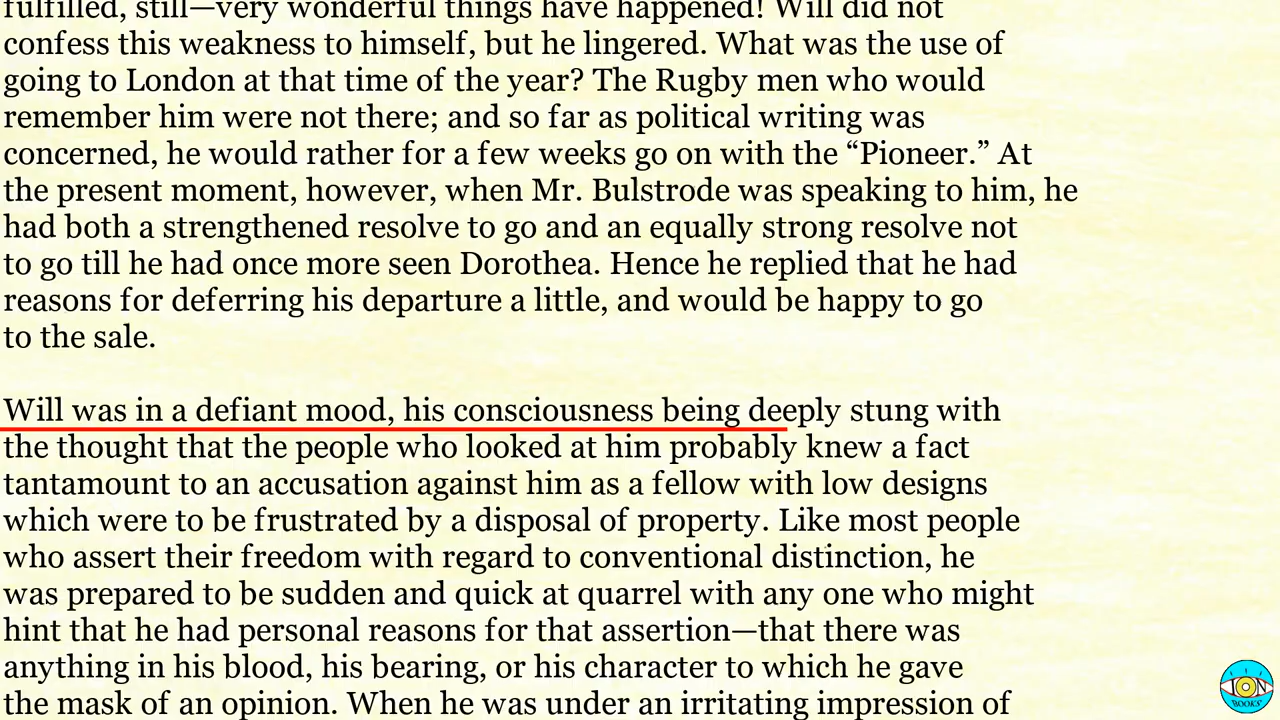 fulfilled, still—very wonderful things have happened! Will did not
confess this weakness to himself, but he lingered. What was the use of
going to London at that time of the year? The Rugby men who would
remember him were not there; and so far as political writing was
concerned, he would rather for a few weeks go on with the “Pioneer.” At
the present moment, however, when Mr. Bulstrode was speaking to him, he
had both a strengthened resolve to go and an equally strong resolve not
to go till he had once more seen Dorothea. Hence he replied that he had
reasons for deferring his departure a little, and would be happy to go
to the sale.
Will was in a defiant mood, his consciousness being deeply stung with
the thought that the people who looked at him probably knew a fact
tantamount to an accusation against him as a fellow with low designs
which were to be frustrated by a disposal of property. Like most people
who assert their freedom with regard to conventional distinction, he
was prepared to be sudden and quick at quarrel with any one who might
hint that he had personal reasons for that assertion—that there was
anything in his blood, his bearing, or his character to which he gave
the mask of an opinion. When he was under an irritating impression of
ION
BOOKS